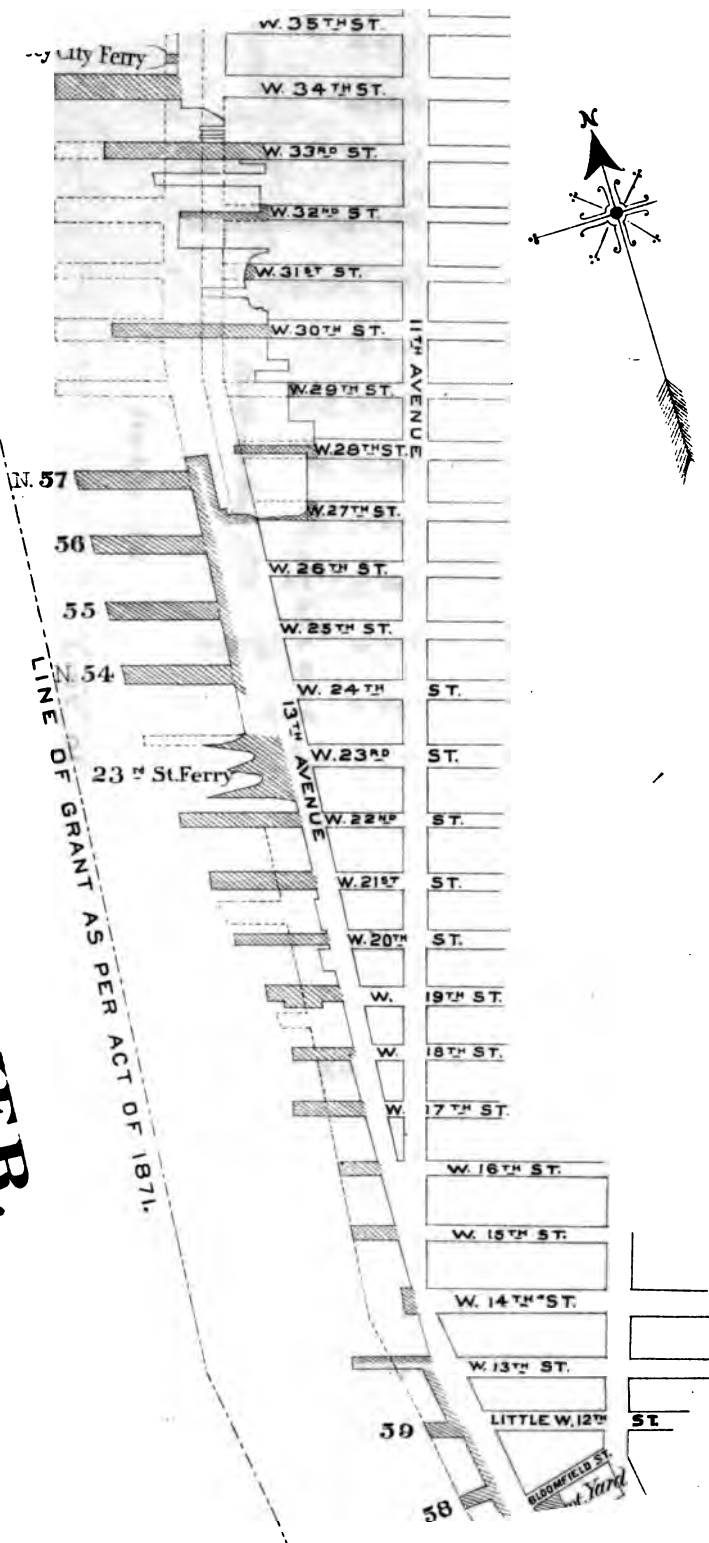 W. 35TH ST.
City Ferry
W. 34TH ST.
N
W. 33RD ST.
W. 32ND ST.
W. 31ST ST.
W. 30TH ST.
11TH AVENUE
W. 29TH ST.
W. 28TH ST.
N. 57
W. 27TH ST.
56
W. 26TH ST.
55
W. 25TH ST.
N. 54
W. 24TH ST.
13TH AVENUE
W. 23RD ST.
23rd St. Ferry
W. 22ND ST.
LINE OF GRANT AS PER ACT OF 1871.
W. 21ST ST.
W. 20TH ST.
W. 19TH ST.
W. 18TH ST.
W. 17TH ST.
W. 16TH ST.
W. 15TH ST.
W. 14TH ST.
W. 13TH ST.
LITTLE W. 12TH ST.
59
BLOOMFIELD ST.
Yard
58